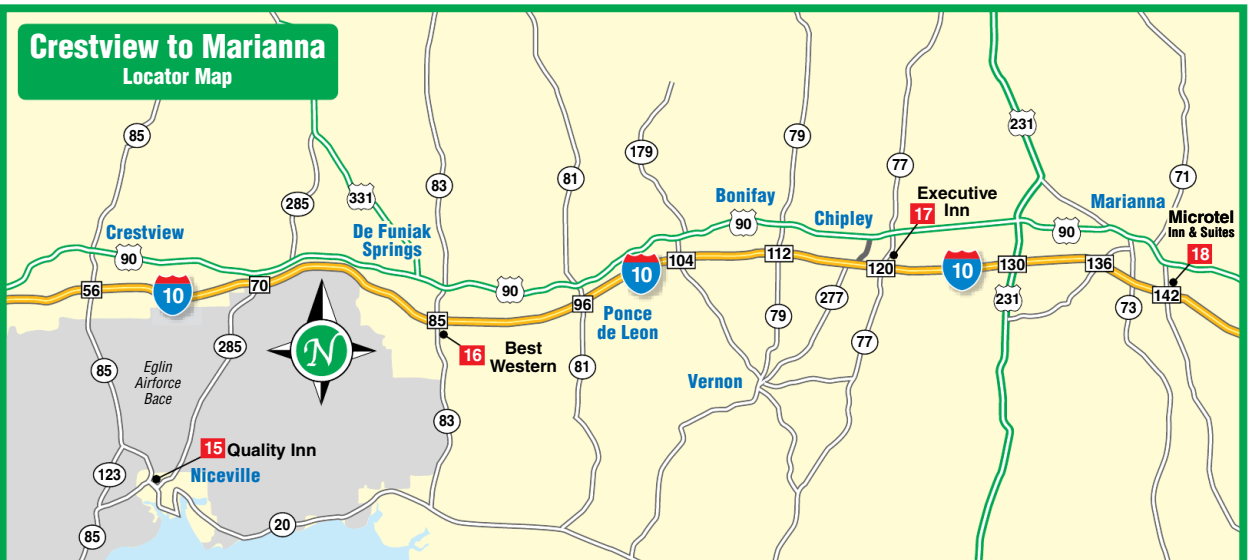 Crestview to Marianna
Locator Map
85
285
331
83
81
179
79
77
231
71
Crestview
90
De Funiak
Springs
90
Bonifay
90
Chipley
17
Executive
Inn
90
Marianna
Microtel
Inn & Suites
18
56
10
70
85
96
10
104
112
120
10
130
136
142
Ponce
de Leon
16
Best
Western
N
85
285
Eglin
Airforce
Bace
83
81
79
277
77
231
73
Vernon
15 Quality Inn
Niceville
123
85
20